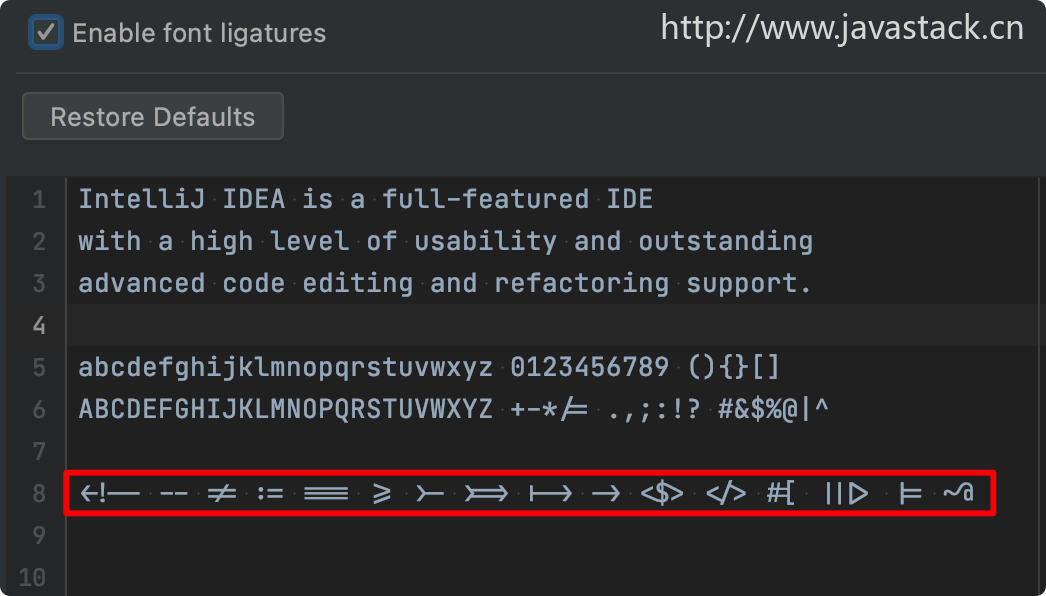 Enable font ligatures
http://www.javastack.cn
Restore Defaults
1 IntelliJ IDEA is a full-featured IDE
2 with a high level of usability and outstanding
3 advanced code editing and refactoring support.
4
5 abcdefghijklmnopqrstuvwxyz 0123456789 (){}[]
6 ABCDEFGHIJKLMNOPQRSTUVWXYZ +-*/= .,;:!? #&$%@|^
7
8 <!-- -- != := === >= >- >=> |-> -> <$> </> #[ ||> |= ~@
9
10